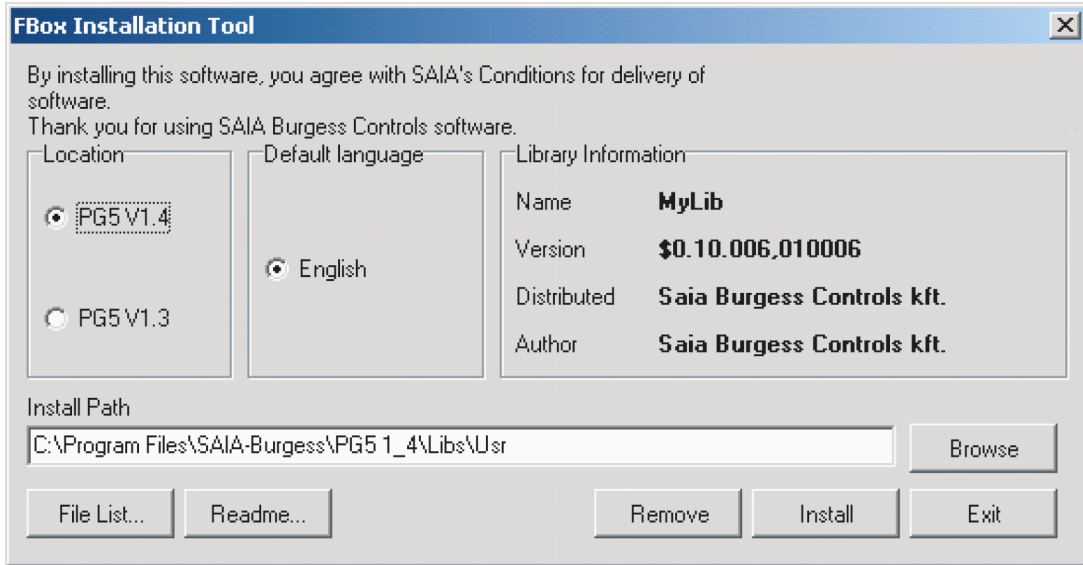 FBox Installation Tool
By installing this software, you agree with SAIA's Conditions for delivery of
software.
Thank you for using SAIA Burgess Controls software.
Location
PG5 V1.4
PG5 V1.3
Default language
English
Library Information
Name MyLib
Version $0.10.006,010006
Distributed Saia Burgess Controls kft.
Author Saia Burgess Controls kft.
Install Path
C:\Program Files\SAIA-Burgess\PG5 1_4\Libs\Usr
Browse
File List... Readme... Remove Install Exit